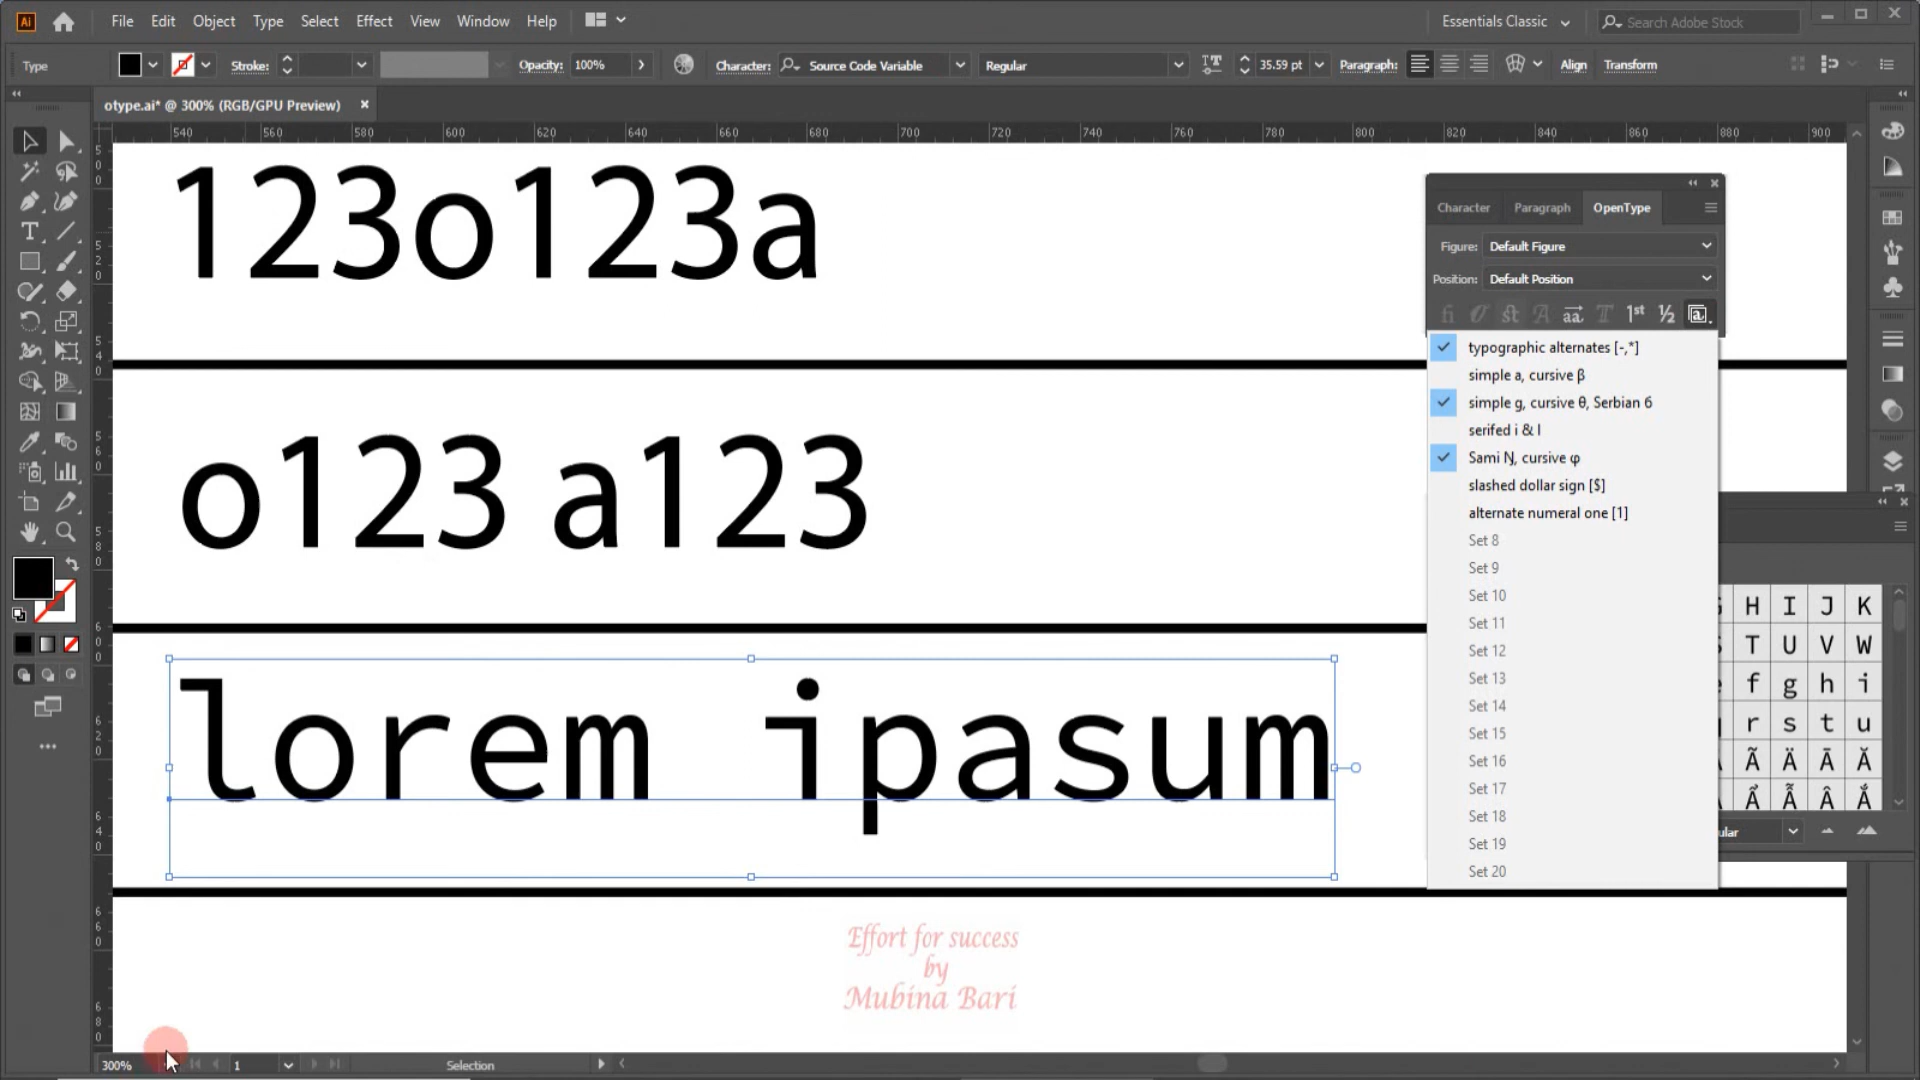 File Edit Object Type Select Effect View Window Help Essentials Classic Search Adobe Stock
Type Stroke: Opacity: 100% Character: Source Code Variable Regular 35.59 pt Paragraph: Align Transform
otype.ai* @ 300% (RGB/GPU Preview)
540 560 580 600 620 640 660 680 700 720 740 760 780 800 820 840 860 880 900
123o123a
o123 a123
lorem ipasum
Character Paragraph OpenType
Figure: Default Figure
Position: Default Position
1st ½
typographic alternates [-,*]
simple a, cursive β
simple g, cursive θ, Serbian б
serifed i & l
Sami Ŋ, cursive φ
slashed dollar sign [$]
alternate numeral one [1]
Set 8
Set 9
Set 10
Set 11
Set 12
Set 13
Set 14
Set 15
Set 16
Set 17
Set 18
Set 19
Set 20
H I J K
T U V W
f g h i
r s t u
Ã Ä Ā Ă
Effort for success
by
Mubina Bari
300% 1 Selection